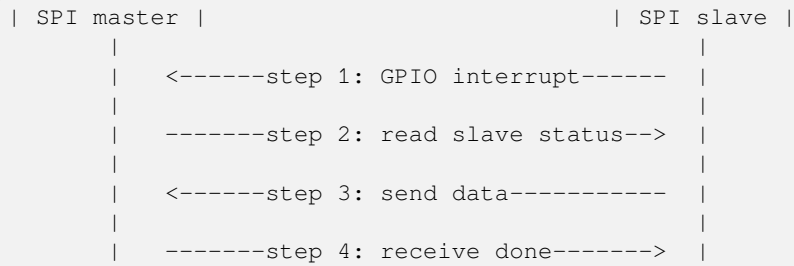 | SPI master |                                | SPI slave |
       |                                              |
       |   <------step 1: GPIO interrupt------   |
       |                                              |
       |   -------step 2: read slave status-->   |
       |                                              |
       |   <------step 3: send data-----------   |
       |                                              |
       |   -------step 4: receive done------->   |